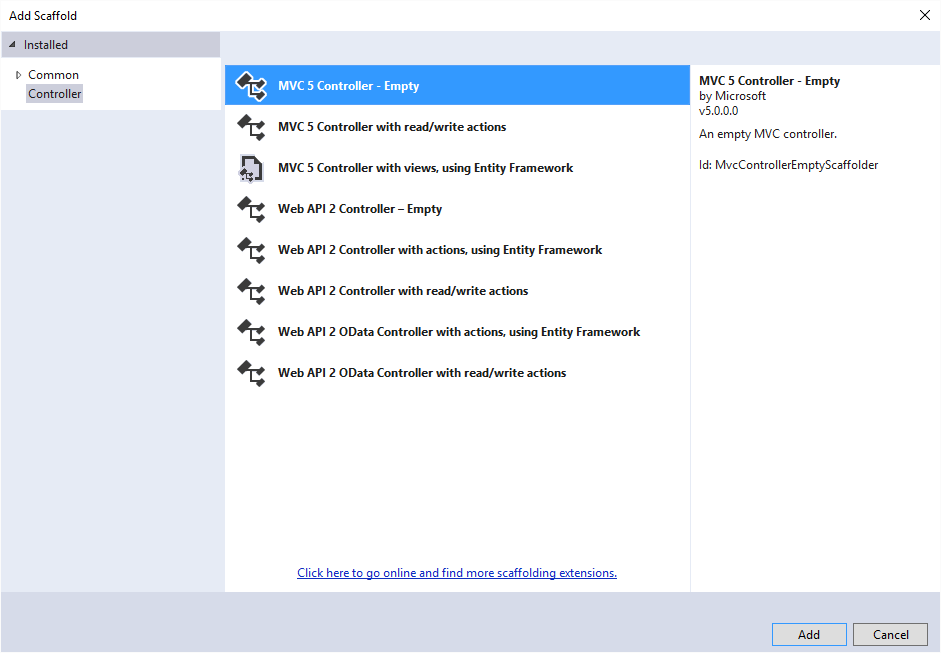 Add Scaffold
Installed
Common
Controller
MVC 5 Controller - Empty
MVC 5 Controller with read/write actions
MVC 5 Controller with views, using Entity Framework
Web API 2 Controller – Empty
Web API 2 Controller with actions, using Entity Framework
Web API 2 Controller with read/write actions
Web API 2 OData Controller with actions, using Entity Framework
Web API 2 OData Controller with read/write actions
Click here to go online and find more scaffolding extensions.
MVC 5 Controller - Empty
by Microsoft
v5.0.0.0
An empty MVC controller.
Id: MvcControllerEmptyScaffolder
Add
Cancel